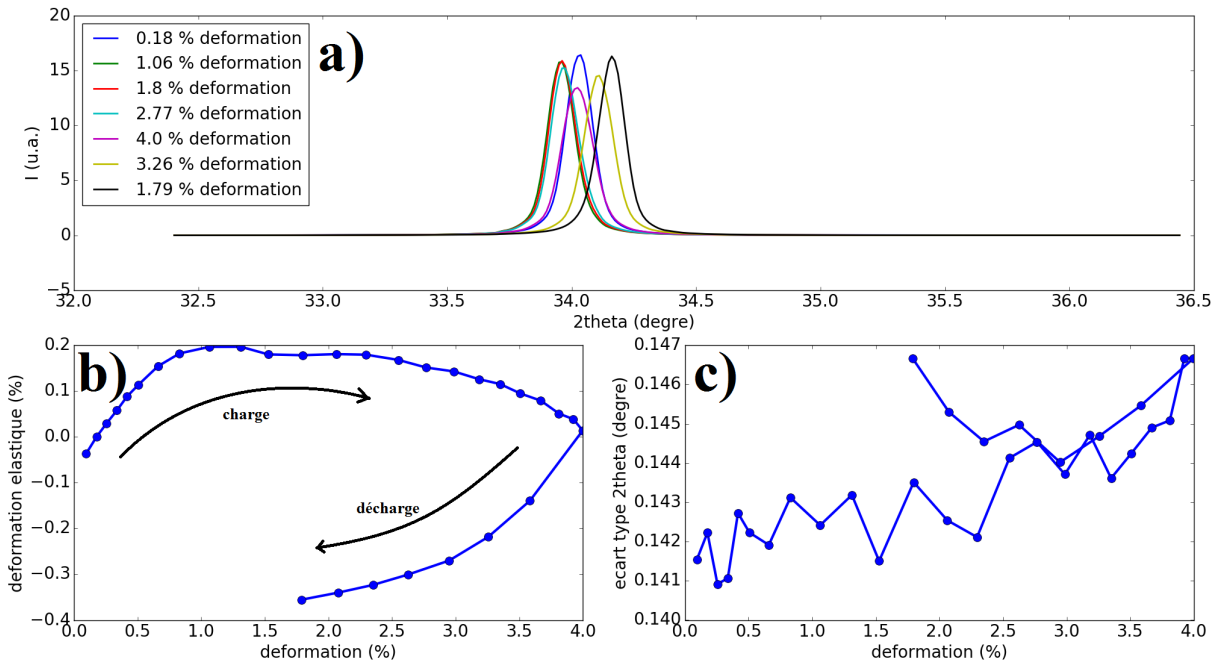 20
15
10
5
0
−5
I (u.a.)
0.18 % deformation
1.06 % deformation
1.8 % deformation
2.77 % deformation
4.0 % deformation
3.26 % deformation
1.79 % deformation
a)
32.0 32.5 33.0 33.5 34.0 34.5 35.0 35.5 36.0 36.5
2theta (degre)
0.2
0.1
0.0
−0.1
−0.2
−0.3
−0.4
deformation elastique (%)
b)
charge
décharge
0.0 0.5 1.0 1.5 2.0 2.5 3.0 3.5 4.0
deformation (%)
0.147
0.146
0.145
0.144
0.143
0.142
0.141
0.140
ecart type 2theta (degre)
c)
0.0 0.5 1.0 1.5 2.0 2.5 3.0 3.5 4.0
deformation (%)